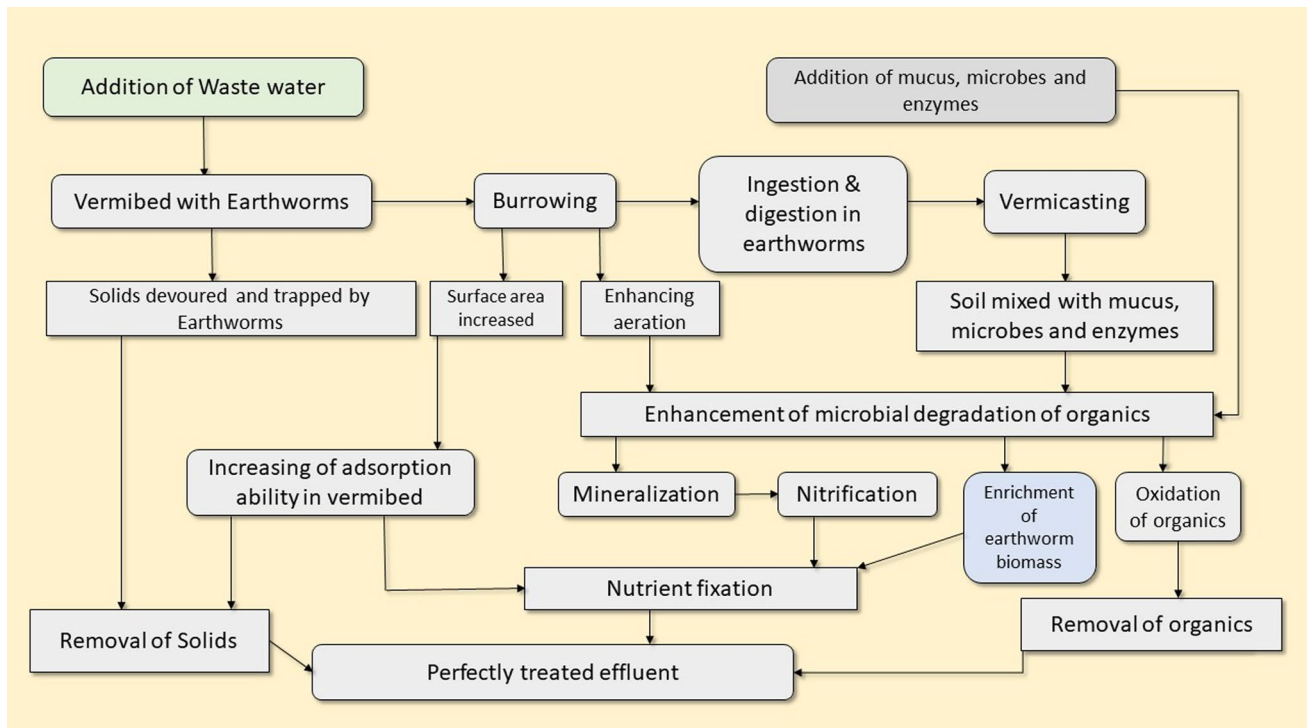 Addition of Waste water
Addition of mucus, microbes and
enzymes
Vermibed with Earthworms
Burrowing
Ingestion &
digestion in
earthworms
Vermicasting
Solids devoured and trapped by
Earthworms
Surface area
increased
Enhancing
aeration
Soil mixed with mucus,
microbes and enzymes
Enhancement of microbial degradation of organics
Increasing of adsorption
ability in vermibed
Mineralization
Nitrification
Enrichment
of
earthworm
biomass
Oxidation
of organics
Nutrient fixation
Removal of Solids
Removal of organics
Perfectly treated effluent